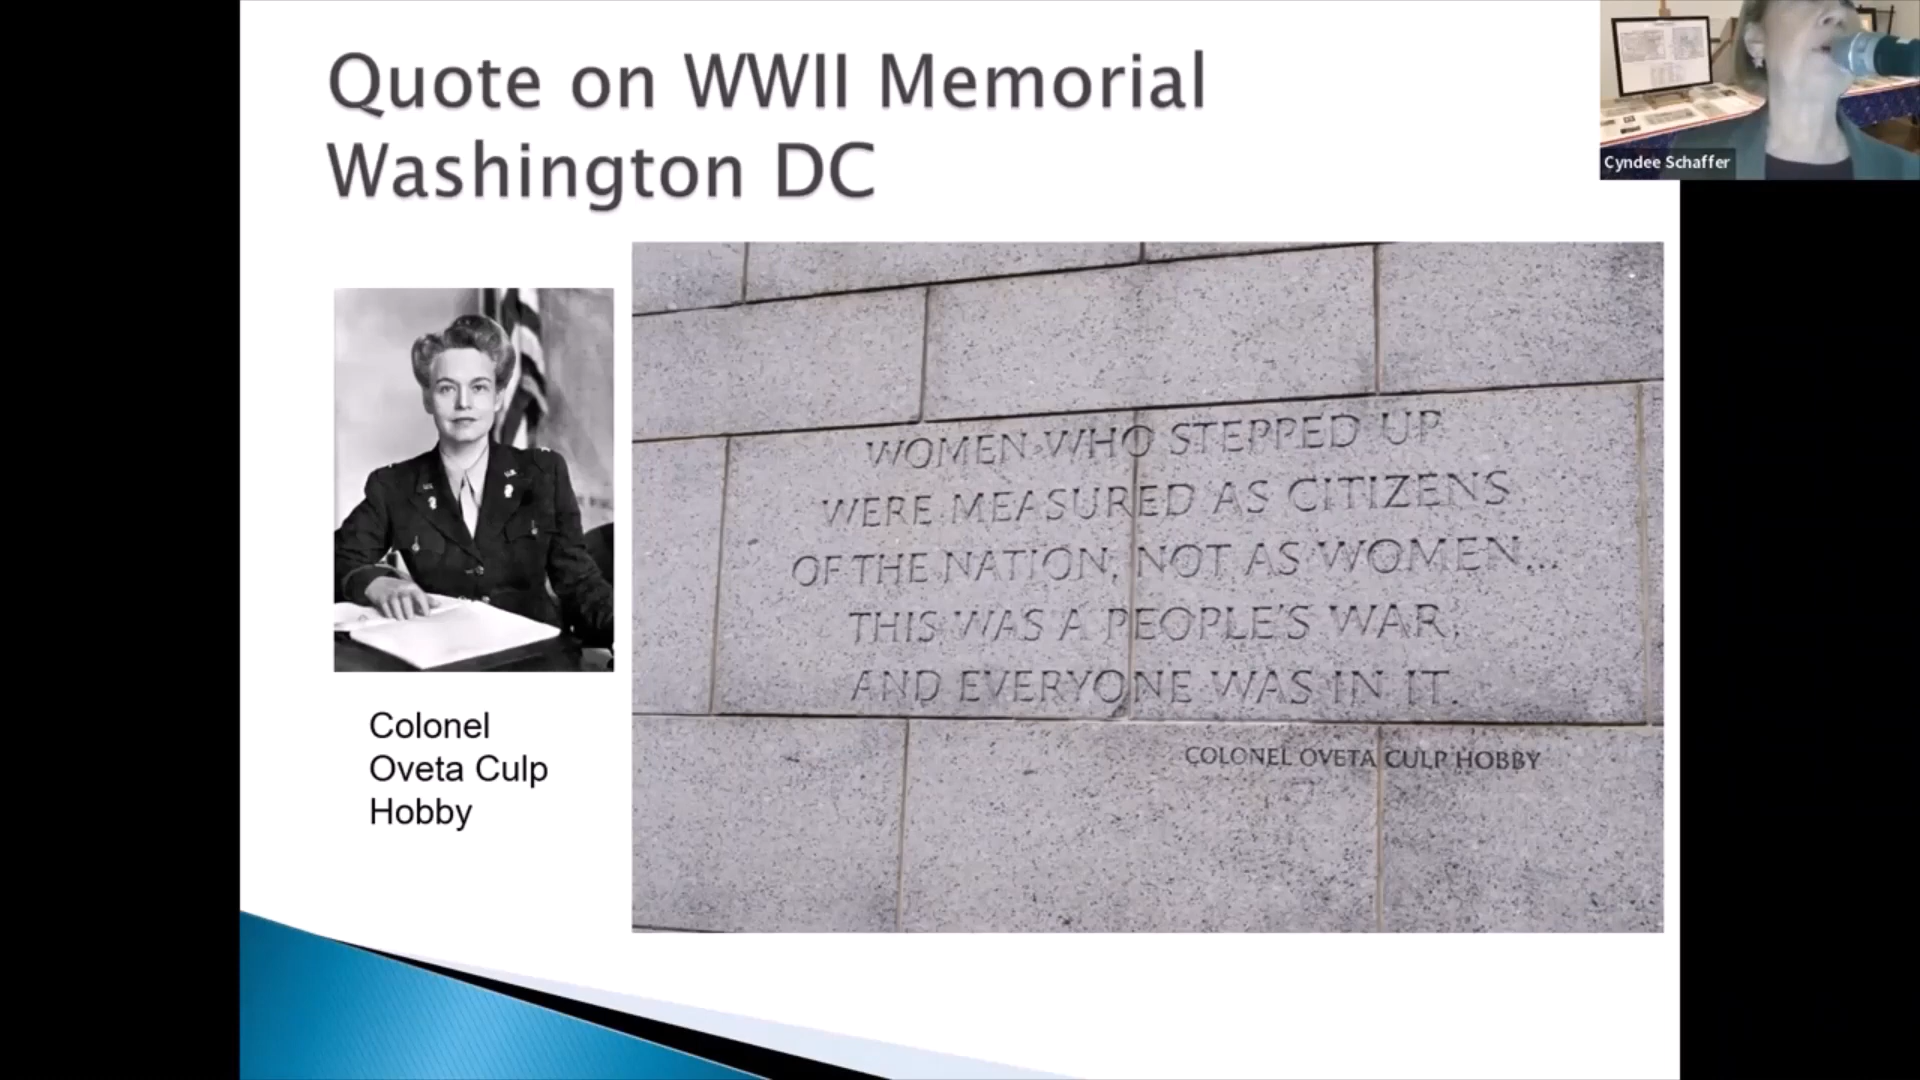 Quote on WWII Memorial
Washington DC
Cyndee Schaffer
WOMEN WHO STEPPED UP
WERE MEASURED AS CITIZENS
OF THE NATION, NOT AS WOMEN...
THIS WAS A PEOPLE'S WAR,
AND EVERYONE WAS IN IT.
COLONEL OVETA CULP HOBBY
Colonel
Oveta Culp
Hobby